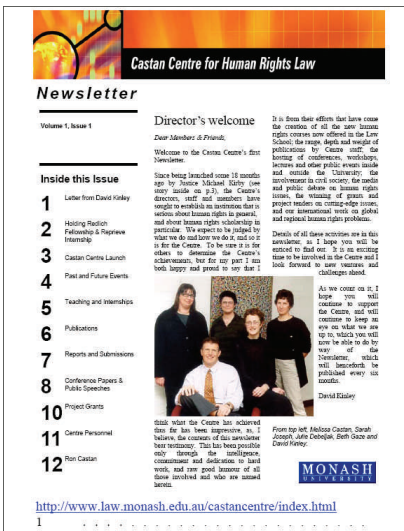 Castan Centre for Human Rights Law
Newsletter
Volume 1, Issue 1
Inside this Issue
1 Letter from David Kinley
2 Holding Redlich
Fellowship & Reprieve
Internship
3 Castan Centre Launch
4 Past and Future Events
5 Teaching and Internships
6 Publications
7 Reports and Submissions
8 Conference Papers &
Public Speeches
10 Project Grants
11 Centre Personnel
12 Ron Castan
Director's welcome
Dear Members & Friends,
Welcome to the Castan Centre's first
Newsletter.
Since being launched some 18 months
ago by Justice Michael Kirby (see
story inside on p.3), the Centre's
directors, staff and members have
sought to establish an institution that is
serious about human rights in general,
and about human rights scholarship in
particular. We expect to be judged by
what we do and how we do it, and so it
is for the Centre. To be sure it is for
others to determine the Centre's
achievements, but for my part I am
both happy and proud to say that I
think what the Centre has achieved
thus far has been impressive, as, I
believe, the contents of this newsletter
bear testimony. This has been possible
only through the intelligence,
commitment and dedication to hard
work, and raw good humour of all
those involved and who are named
herein.
It is from their efforts that have come
the creation of all the new human
rights courses now offered in the Law
School; the range, depth and weight of
publications by Centre staff; the
hosting of conferences, workshops,
lectures and other public events inside
and outside the University; the
involvement in civil society, the media
and public debate on human rights
issues, the winning of grants and
project tenders on cutting-edge issues,
and our international work on global
and regional human rights problems.
Details of all these activities are in this
newsletter, as I hope you will be
enticed to find out. It is an exciting
time to be involved in the Centre and I
look forward to new ventures and
challenges ahead.
As we count on it, I
hope you will
continue to support
the Centre, and will
continue to keep an
eye on what we are
up to, which you will
now be able to do by
way of the
Newsletter, which
will henceforth be
published every six
months.
David Kinley
From top left, Melissa Castan, Sarah
Joseph, Julie Debeljak, Beth Gaze and
David Kinley.
MONASH
UNIVERSITY
http://www.law.monash.edu.au/castancentre/index.html
1 . . . . . . . . . . . . . . . . . . . . . .